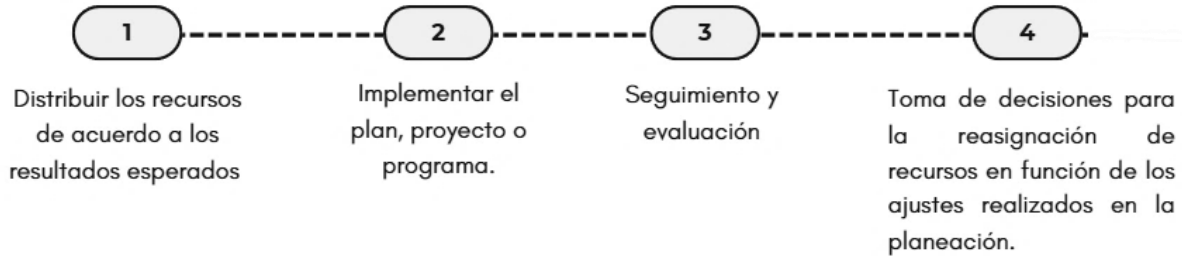 1
Distribuir los recursos
de acuerdo a los
resultados esperados
2
Implementar el
plan, proyecto o
programa.
3
Seguimiento y
evaluación
4
Toma de decisiones para
la reasignación de
recursos en función de los
ajustes realizados en la
planeación.